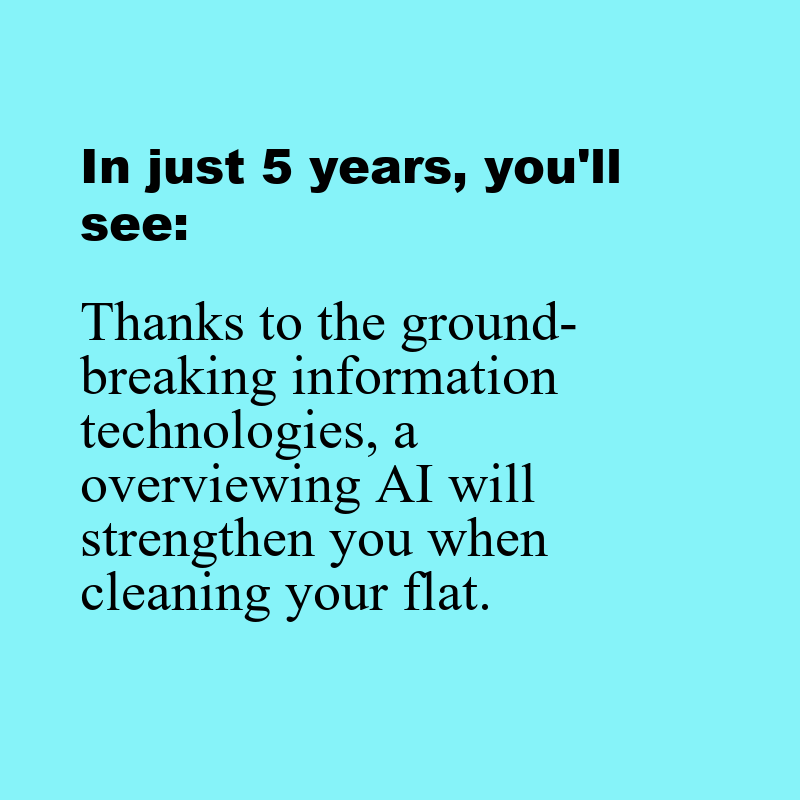 In just 5 years, you'll
see:
Thanks to the ground-
breaking information
technologies, a
overviewing AI will
strengthen you when
cleaning your flat.